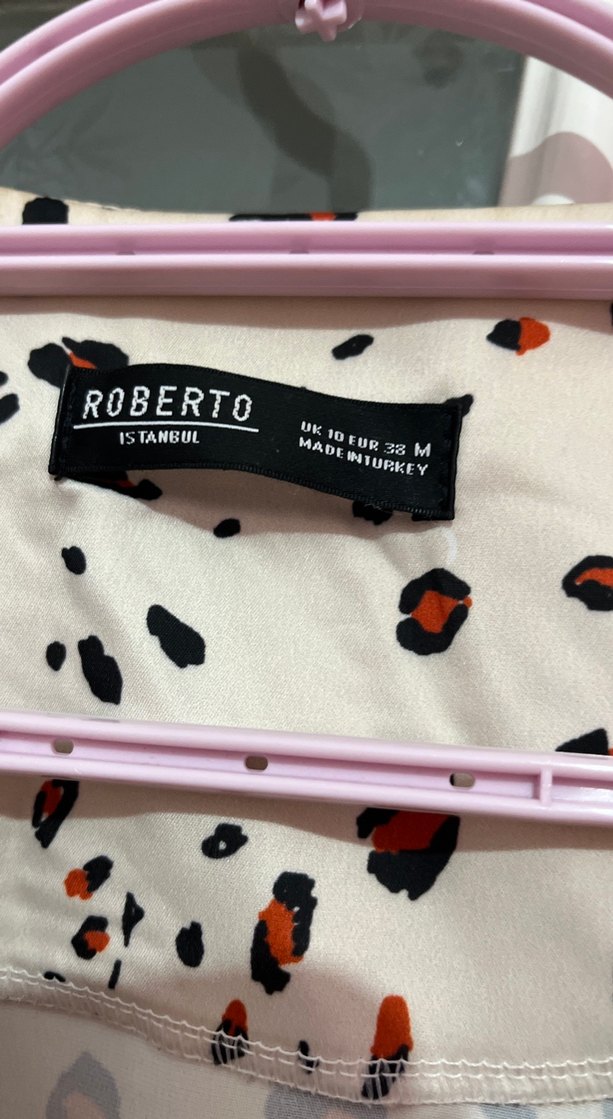 ROBERTO
ISTANBUL
UK 10 EUR 38 M
MADE IN TURKEY